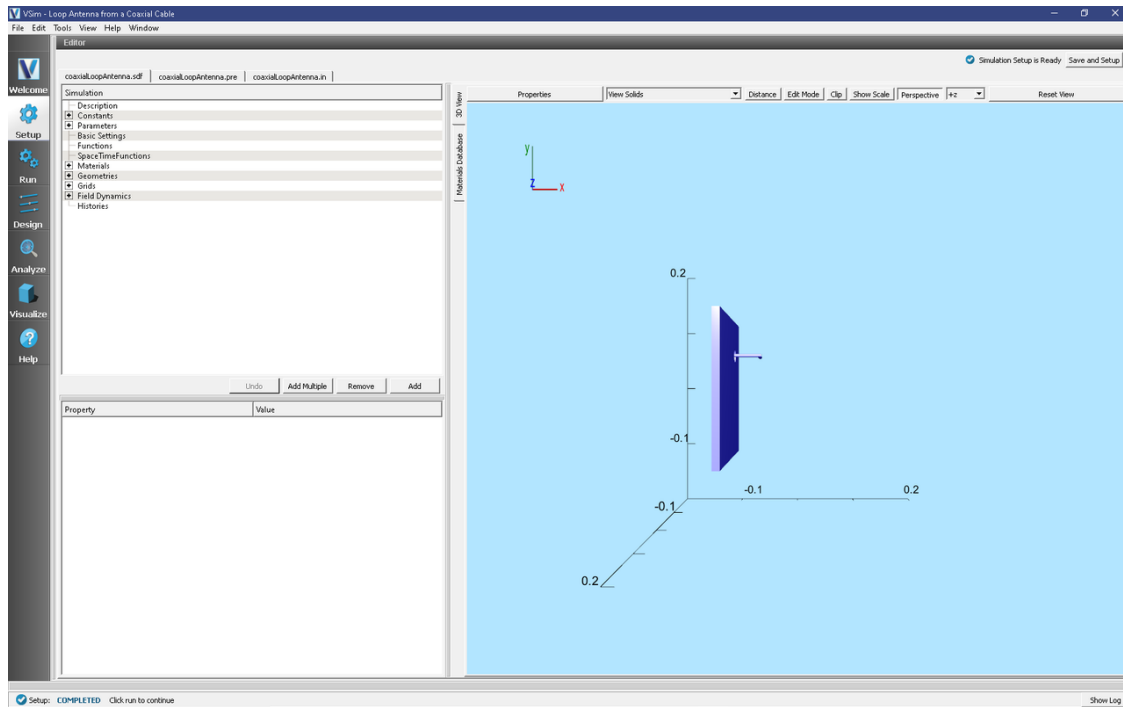 VSim - Loop Antenna from a Coaxial Cable
File Edit Tools View Help Window
Editor
Simulation Setup is Ready Save and Setup
Welcome
Setup
Run
Design
Analyze
Visualize
Help
coaxialLoopAntenna.sdf coaxialLoopAntenna.pre coaxialLoopAntenna.in
Simulation
Description
Constants
Parameters
Basic Settings
Functions
SpaceTimeFunctions
Materials
Geometries
Grids
Field Dynamics
Histories
Undo Add Multiple Remove Add
Property Value
3D View
Materials Database
Properties View Solids Distance Edit Mode Clip Show Scale Perspective +z Reset View
y
z x
0.2
-0.1
-0.1 0.2
-0.1
0.2
Setup: COMPLETED Click run to continue Show Log